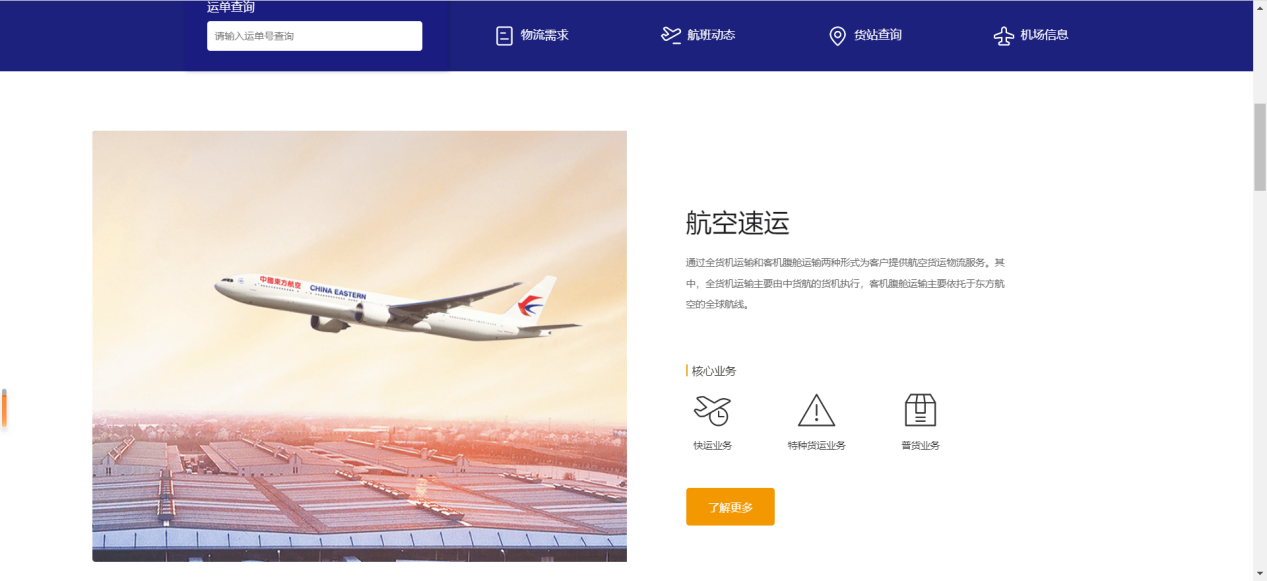 运单查询
请输入运单号查询
物流需求
航班动态
货站查询
机场信息
中國東方航空
CHINA EASTERN
航空速运
通过全货机运输和客机腹舱运输两种形式为客户提供航空货运物流服务。其
中，全货机运输主要由中货航的货机执行，客机腹舱运输主要依托于东方航
空的全球航线。
核心业务
快运业务
特种货运业务
普货业务
了解更多